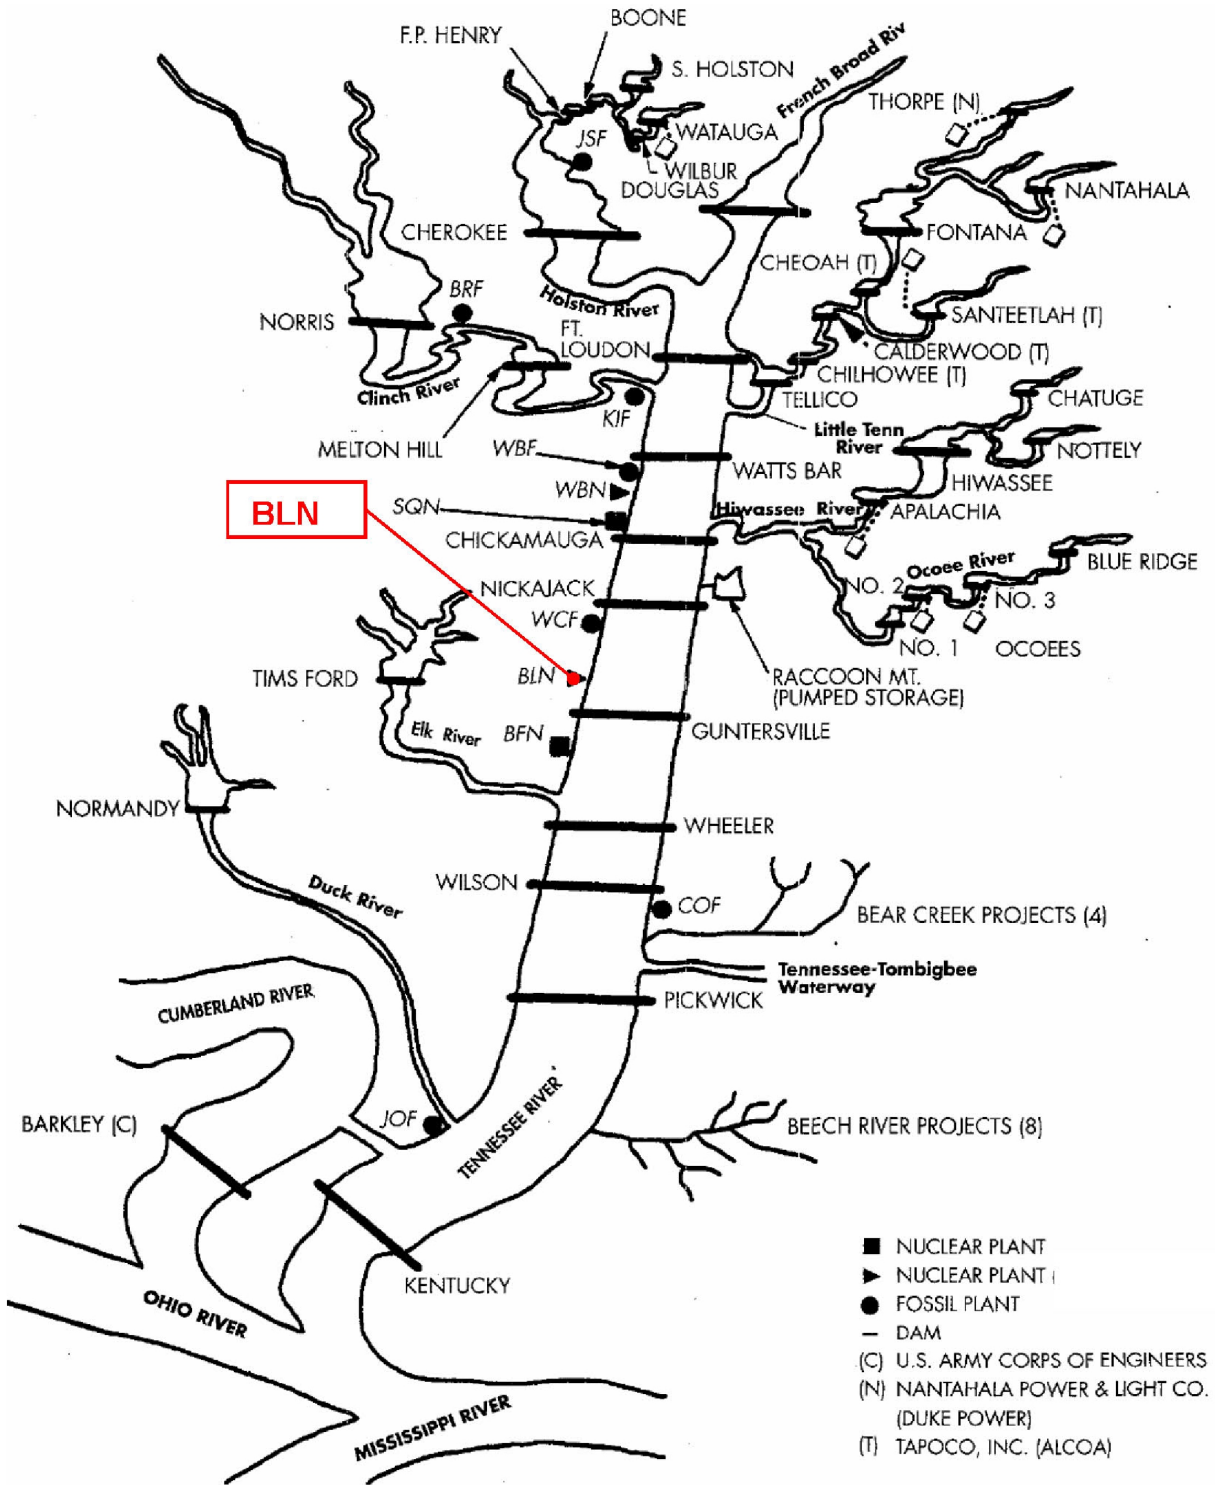 BOONE
F.P. HENRY
S. HOLSTON
French Broad Riv
THORPE (N)
JSF
WATAUGA
WILBUR
DOUGLAS
NANTAHALA
CHEROKEE
FONTANA
CHEOAH (T)
BRF
Holston River
NORRIS
FT.
LOUDON
SANTEETLAH (T)
CALDERWOOD (T)
CHILHOWEE (T)
Clinch River
TELLICO
CHATUGE
KIF
Little Tenn
River
MELTON HILL
WBF
WATTS BAR
NOTTELY
HIWASSEE
WBN
SQN
BLN
Hiwassee River
APALACHIA
CHICKAMAUGA
Ocoee River
BLUE RIDGE
NICKAJACK
NO. 2
NO. 3
WCF
NO. 1
OCOEES
TIMS FORD
BLN
RACCOON MT.
(PUMPED STORAGE)
Elk River
BFN
GUNTERSVILLE
NORMANDY
WHEELER
WILSON
Duck River
COF
BEAR CREEK PROJECTS (4)
Tennessee-Tombigbee
Waterway
CUMBERLAND RIVER
PICKWICK
JOF
TENNESSEE RIVER
BARKLEY (C)
BEECH RIVER PROJECTS (8)
KENTUCKY
OHIO RIVER
MISSISSIPPI RIVER
NUCLEAR PLANT
NUCLEAR PLANT
FOSSIL PLANT
DAM
(C) U.S. ARMY CORPS OF ENGINEERS
(N) NANTAHALA POWER & LIGHT CO.
(DUKE POWER)
(T) TAPOCO, INC. (ALCOA)